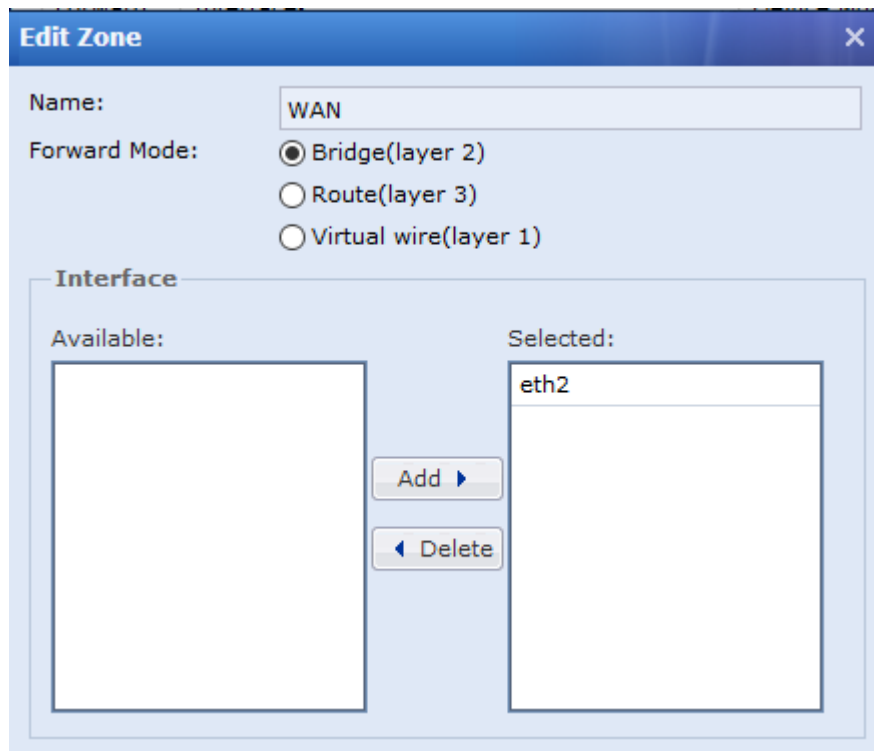 Edit Zone
Name: WAN
Forward Mode: Bridge(layer 2)
Route(layer 3)
Virtual wire(layer 1)
Interface
Available: Selected:
eth2
Add
Delete